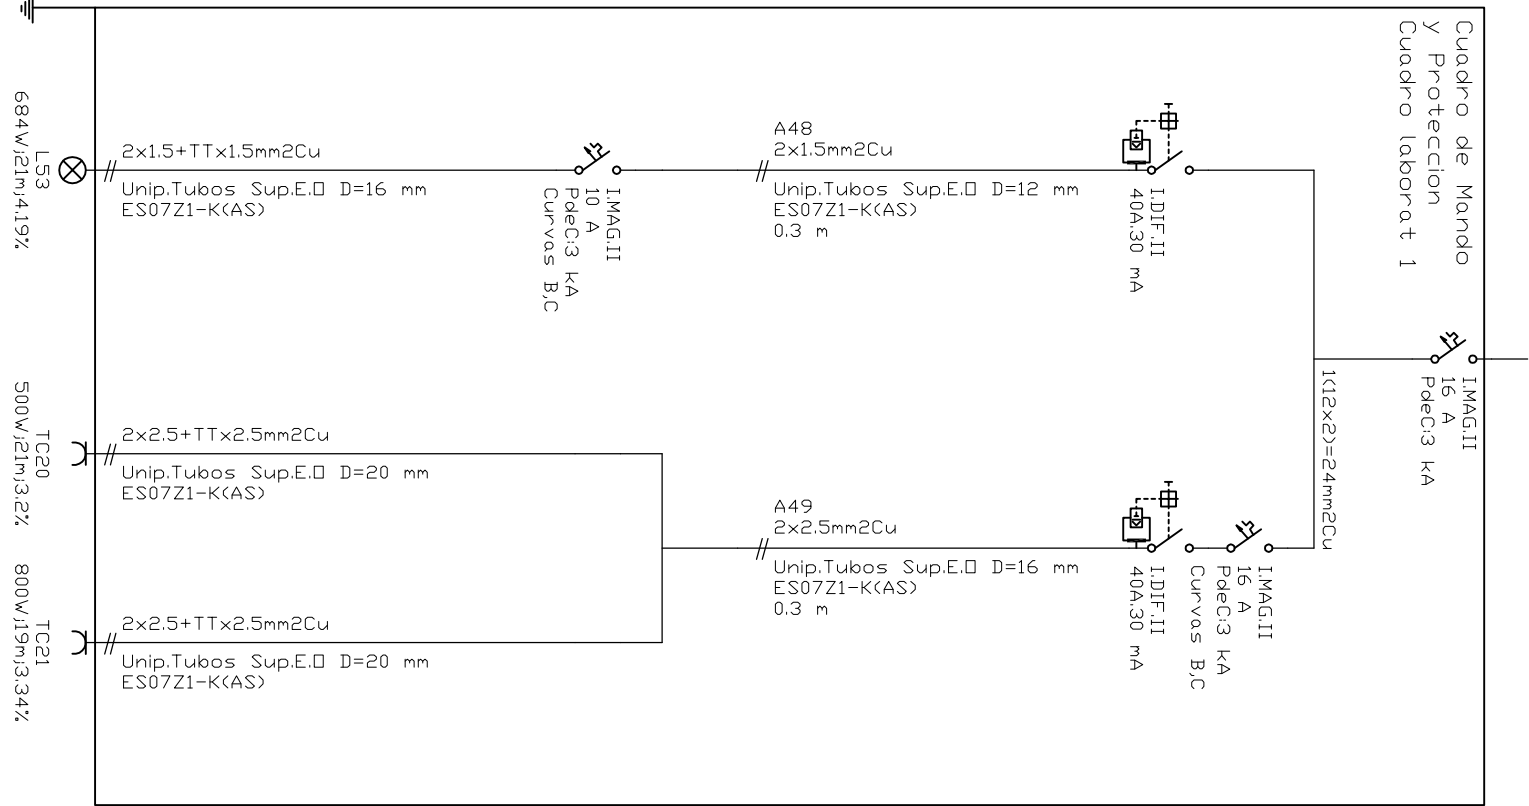 Cuadro de Mando
y Proteccion
Cuadro laborat 1
I.MAG.II
16 A
PdeC:3 kA
1(12x2)=24mm2Cu
I.DIF.II
40A.30 mA
A48
2x1.5mm2Cu
Unip.Tubos Sup.E.□ D=12 mm
ES07Z1-K(AS)
0.3 m
I.MAG.II
10 A
PdeC:3 kA
Curvas B,C
2x1.5+TTx1.5mm2Cu
Unip.Tubos Sup.E.□ D=16 mm
ES07Z1-K(AS)
L53
684W;21m;4.19%
I.MAG.II
16 A
PdeC:3 kA
Curvas B,C
I.DIF.II
40A.30 mA
A49
2x2.5mm2Cu
Unip.Tubos Sup.E.□ D=16 mm
ES07Z1-K(AS)
0.3 m
2x2.5+TTx2.5mm2Cu
Unip.Tubos Sup.E.□ D=20 mm
ES07Z1-K(AS)
TC20
500W;21m;3.2%
2x2.5+TTx2.5mm2Cu
Unip.Tubos Sup.E.□ D=20 mm
ES07Z1-K(AS)
TC21
800W;19m;3.34%